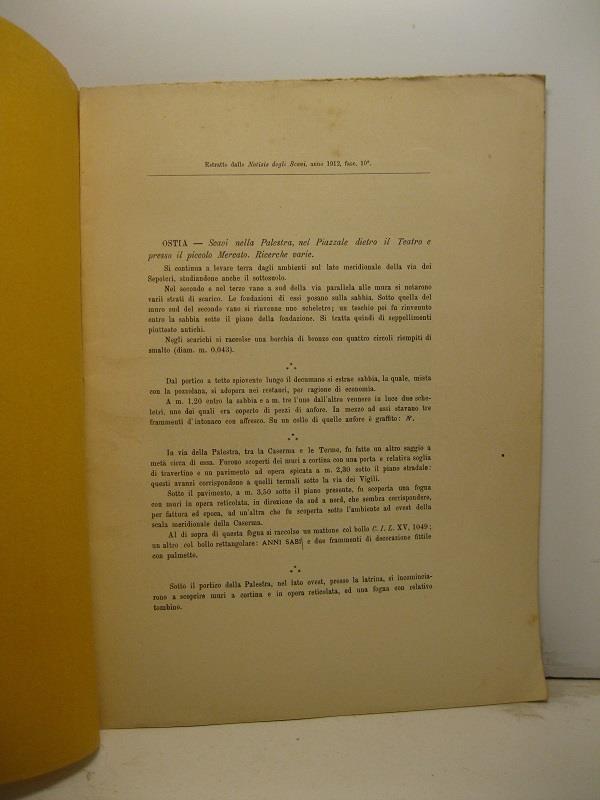 Estratto dalle Notizie degli Scavi, anno 1912, fasc. 10°.
OSTIA — Scavi nella Palestra, nel Piazzale dietro il Teatro e
presso il piccolo Mercato. Ricerche varie.
Si continua a levare terra dagli ambienti sul lato meridionale della via dei
Sepolcri, studiandone anche il sottosuolo.
Nel secondo e nel terzo vano a sud della via parallela alle mura si notarono
varii strati di scarico. Le fondazioni di essi posano sulla sabbia. Sotto quella del
muro sud del secondo vano si rinvenne uno scheletro; un teschio poi fu rinvenuto
entro la sabbia sotto il piano della fondazione. Si tratta quindi di seppellimenti
piuttosto antichi.
Negli scarichi si raccolse una borchia di bronzo con quattro circoli riempiti di
smalto (diam. m. 0,043).
Dal portico a tetto spiovente lungo il decumano si estrae sabbia, la quale, mista
con la pozzolana, si adopera nei restauri, per ragione di economia.
A m. 1,20 entro la sabbia e a m. tre l'uno dall'altro vennero in luce due sche-
letri, uno dei quali era coperto di pezzi di anfore. In mezzo ad essi stavano tre
frammenti d'intonaco con affresco. Su un collo di quelle anfore è graffito:
In via della Palestra, tra la Caserma e le Terme, fu fatto un altro saggio a
metà circa di essa. Furono scoperti dei muri a cortina con una porta e relativa soglia
di travertino e un pavimento ad opera spicata a m. 2,30 sotto il piano stradale:
questi avanzi corrispondono a quelli termali sotto la via dei Vigili.
Sotto il pavimento, a m. 3,50 sotto il piano presente, fu scoperta una fogna
con muri in opera reticolata, in direzione da sud a nord, che sembra corrispondere,
per fattura ed epoca, ad un'altra che fu scoperta sotto l'ambiente ad ovest della
scala meridionale della Caserma.
Al di sopra di questa fogna si raccolse un mattone col bollo C. I. L. XV, 1049;
un altro col bollo rettangolare: ANNI SABI e due frammenti di decorazione fittile
con palmette.
Sotto il portico della Palestra, nel lato ovest, presso la latrina, si incomincia-
rono a scoprire muri a cortina e in opera reticolata, ed una fogna con relativo
tombino.